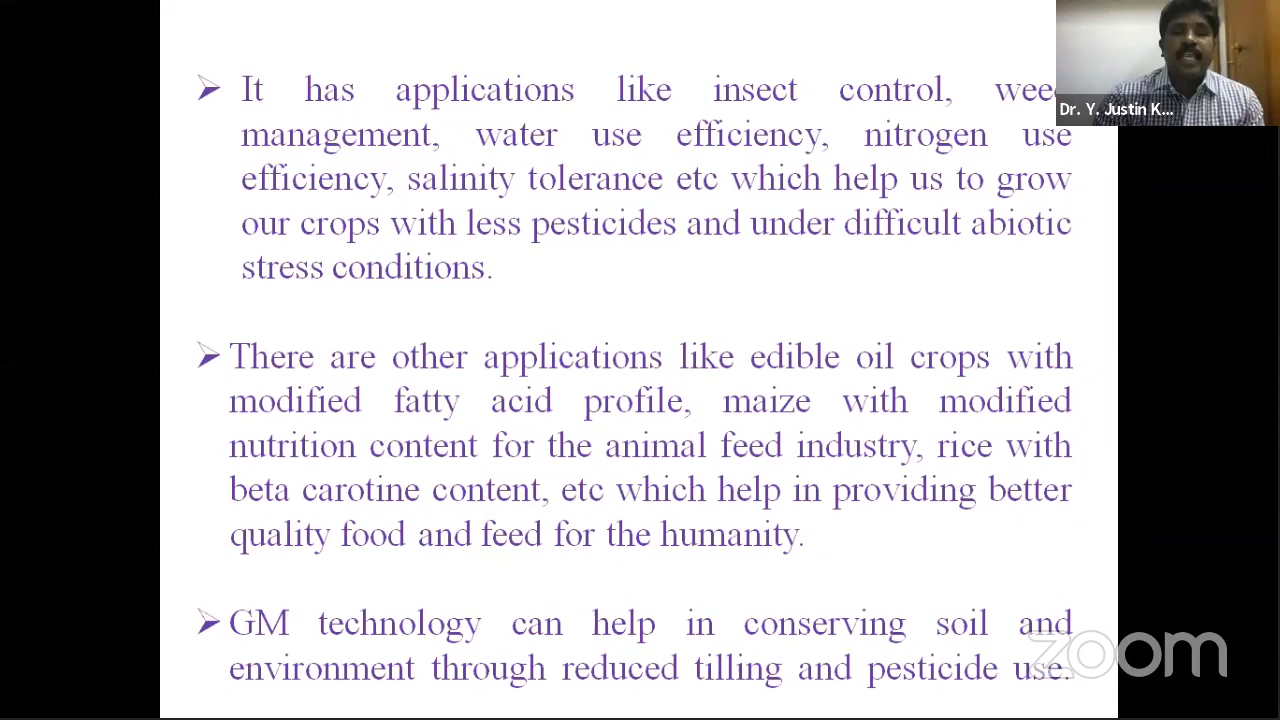 It has applications like insect control, weed
management, water use efficiency, nitrogen use
efficiency, salinity tolerance etc which help us to grow
our crops with less pesticides and under difficult abiotic
stress conditions.
There are other applications like edible oil crops with
modified fatty acid profile, maize with modified
nutrition content for the animal feed industry, rice with
beta carotine content, etc which help in providing better
quality food and feed for the humanity.
GM technology can help in conserving soil and
environment through reduced tilling and pesticide use.
Dr. Y. Justin K...
zoom